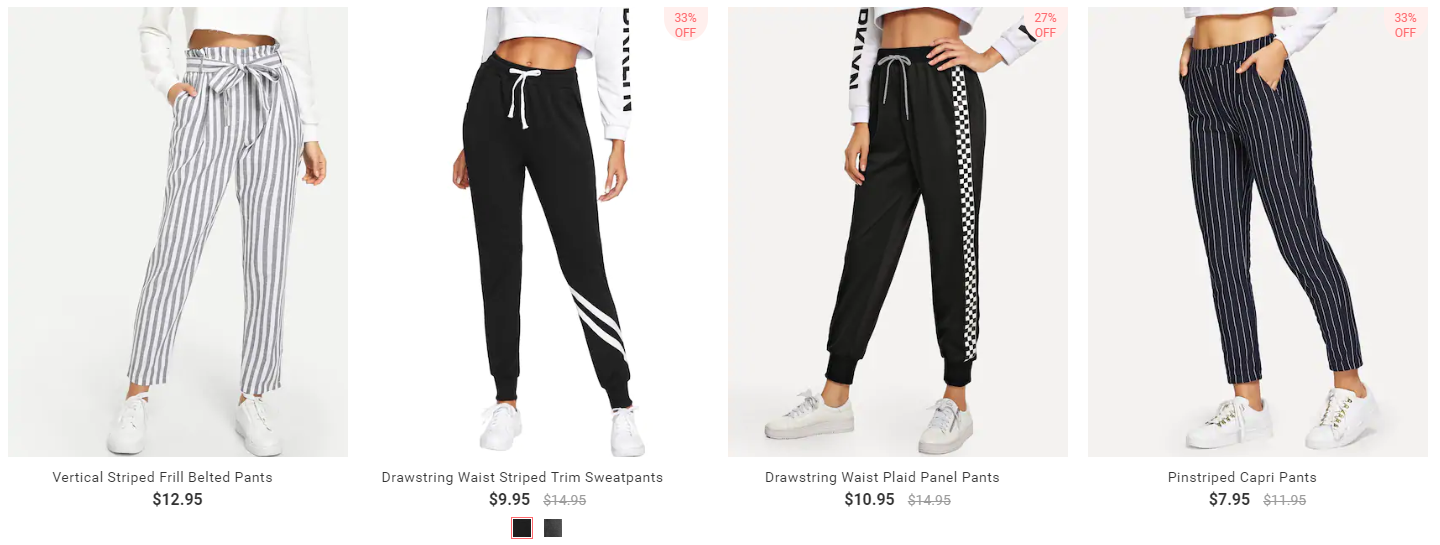 33%
OFF
27%
OFF
33%
OFF
Vertical Striped Frill Belted Pants
$12.95
Drawstring Waist Striped Trim Sweatpants
$9.95 $14.95
Drawstring Waist Plaid Panel Pants
$10.95 $14.95
Pinstriped Capri Pants
$7.95 $11.95